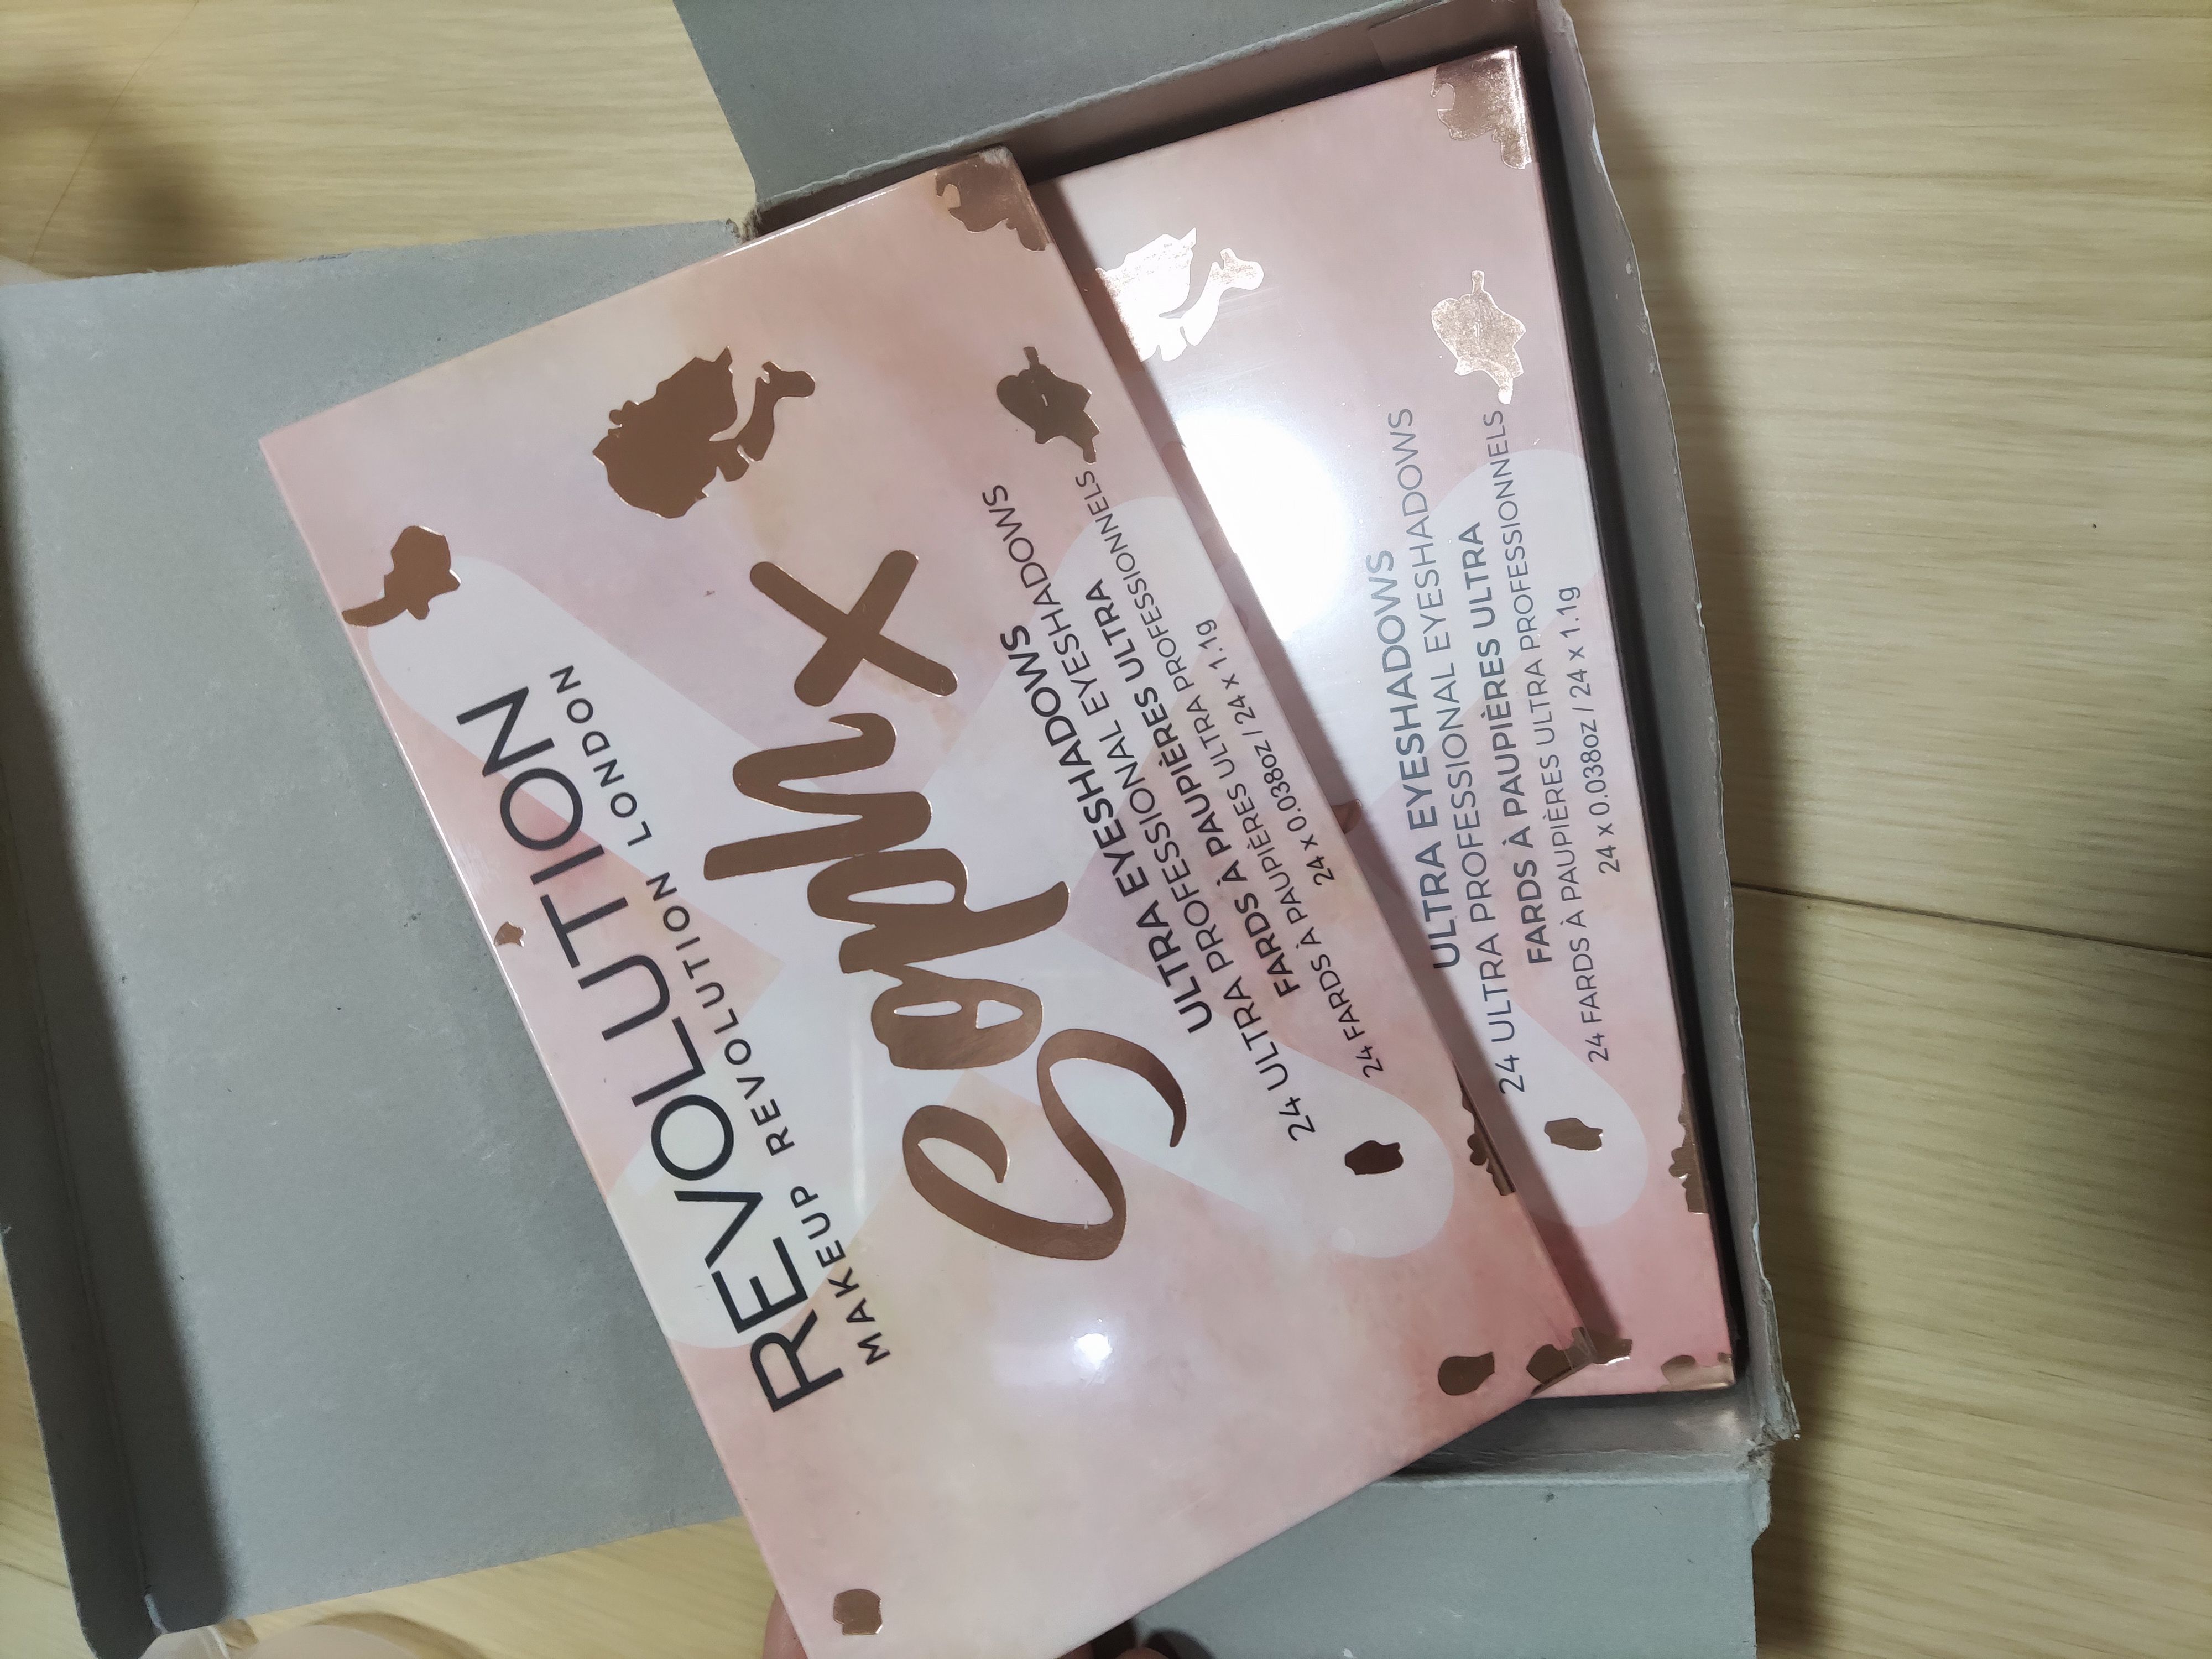 REVOLUTION
MAKEUP REVOLUTION LONDON
Soph X
ULTRA EYESHADOWS
24 ULTRA PROFESSIONAL EYESHADOWS
FARDS À PAUPIÈRES ULTRA
24 FARDS À PAUPIÈRES ULTRA PROFESSIONNELS
24 x 0.038oz / 24 x 1.1g
ULTRA EYESHADOWS
24 ULTRA PROFESSIONAL EYESHADOWS
FARDS À PAUPIÈRES ULTRA
24 FARDS À PAUPIÈRES ULTRA PROFESSIONNELS
24 x 0.038oz / 24 x 1.1g